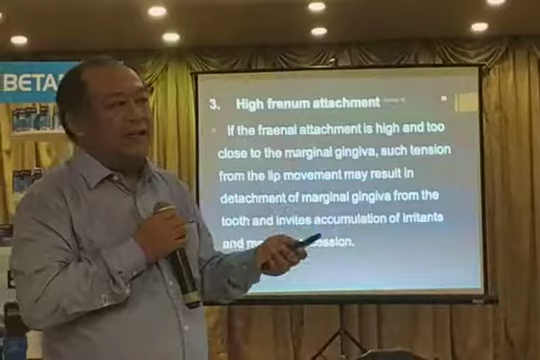 BETA
3. High frenum attachment
If the fraenal attachment is high and too
close to the marginal gingiva, such tension
from the lip movement may result in
detachment of marginal gingiva from the
tooth and invites accumulation of irritants
and